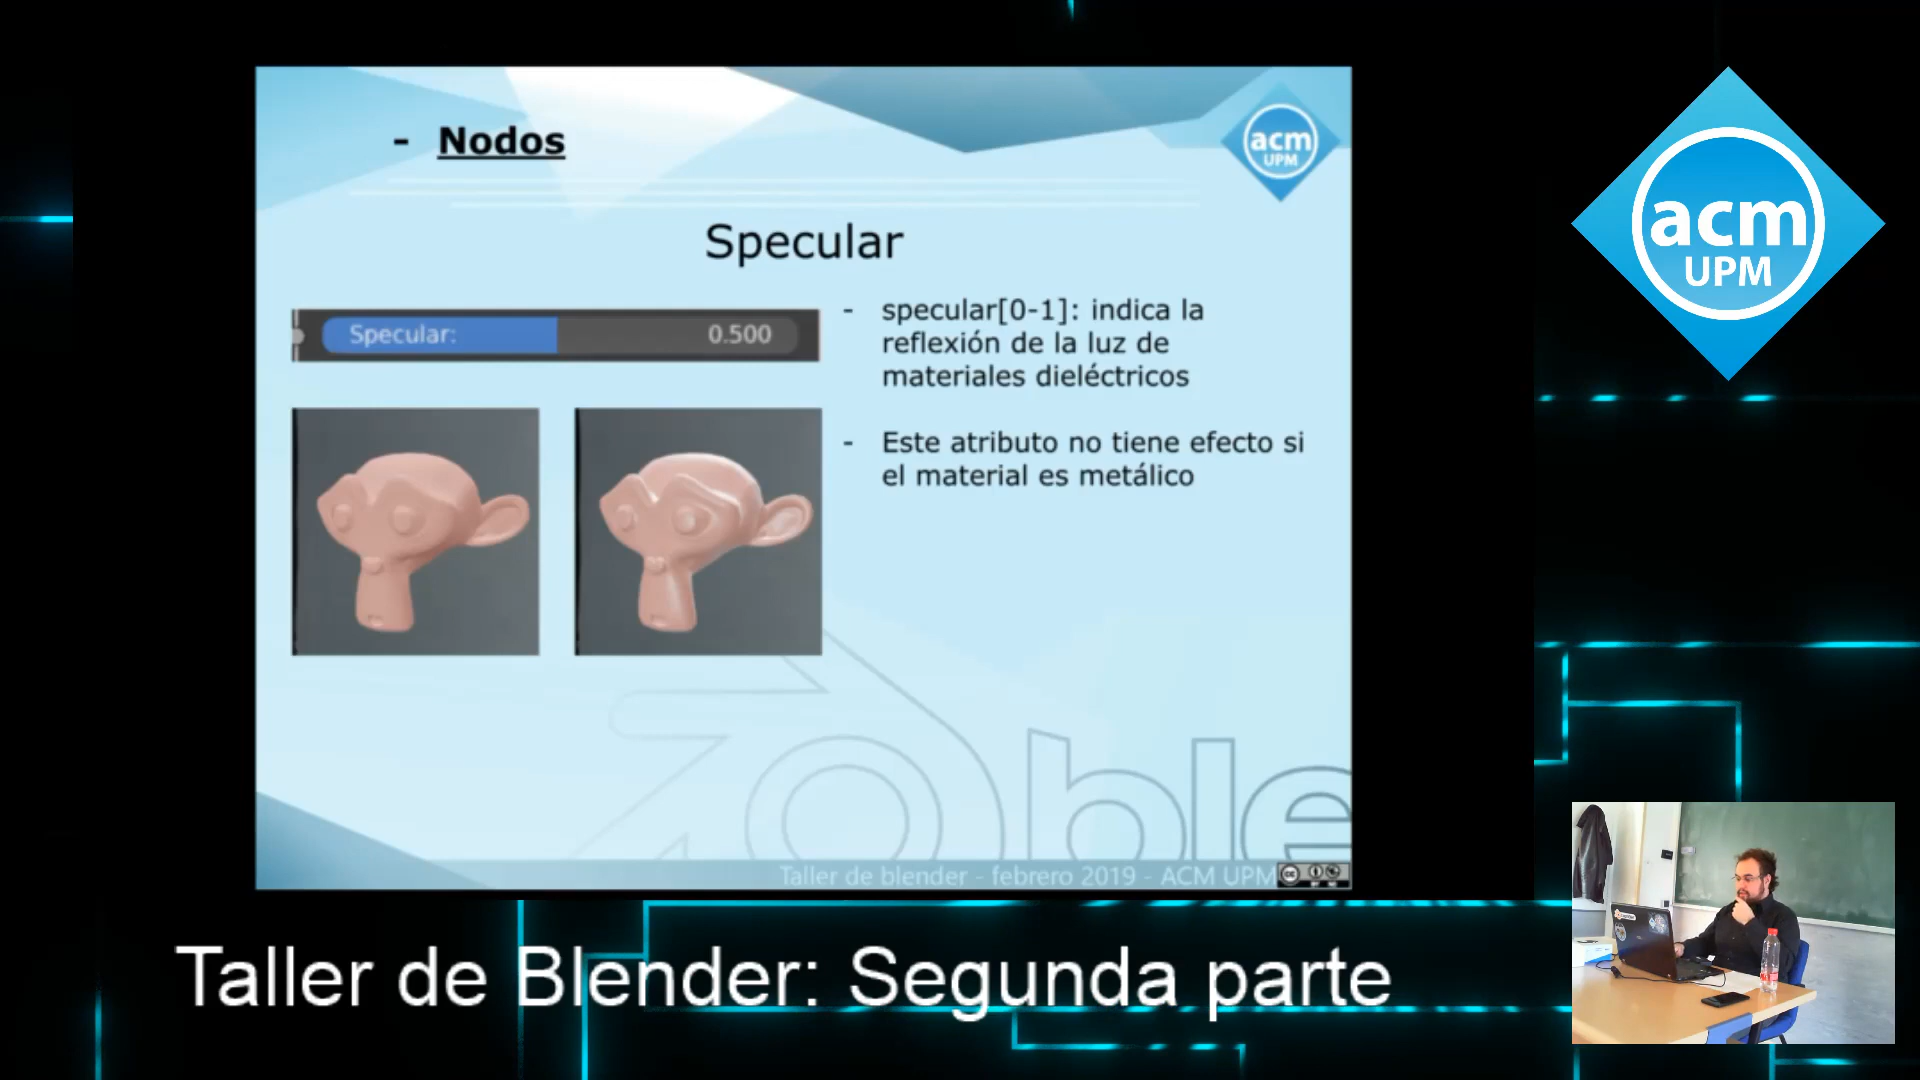 - Nodos
acm
UPM
Specular
Specular: 0.500
- specular[0-1]: indica la
reflexión de la luz de
materiales dieléctricos
- Este atributo no tiene efecto si
el material es metálico
ble
Taller de blender - febrero 2019 - ACM UPM
acm
UPM
Taller de Blender: Segunda parte